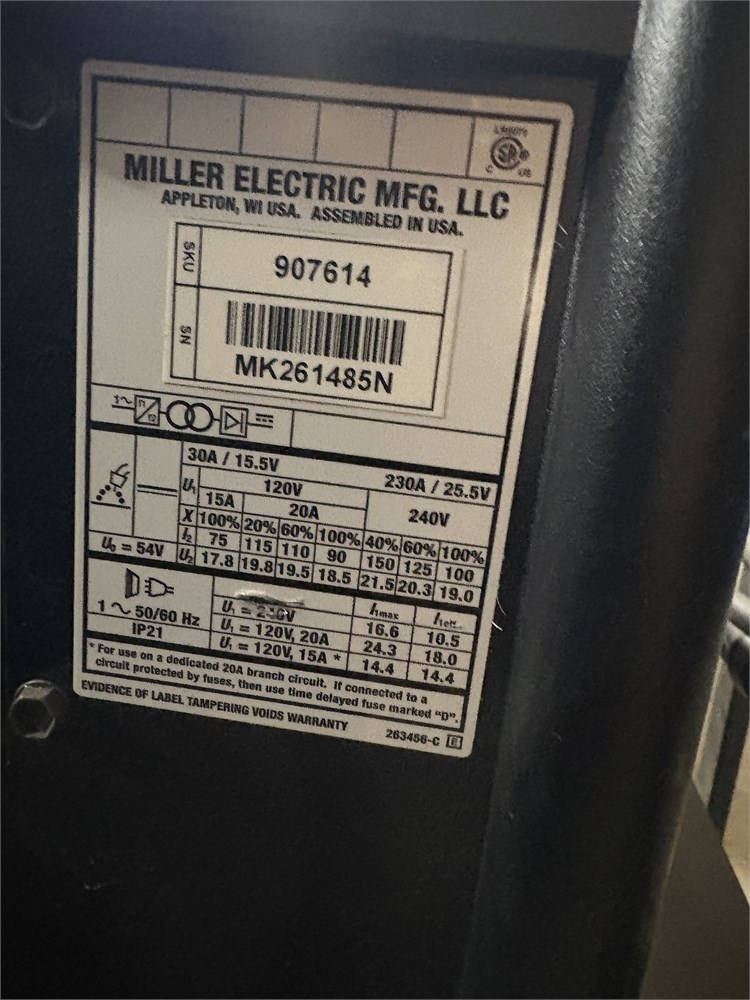 MILLER ELECTRIC MFG. LLC
APPLETON, WI USA. ASSEMBLED IN USA.
SKU 907614
SN
MK261485N
1~
30A / 15.5V 230A / 25.5V
U₁ 120V 240V
15A 20A
X 100% 20% 60% 100% 40% 60% 100%
I₂ 75 115 110 90 150 125 100
U₀ = 54V U₂ 17.8 19.8 19.5 18.5 21.5 20.3 19.0
I₁max I₁eff
U₁ = 240V 16.6 10.5
1~50/60 Hz U₁ = 120V, 20A 24.3 18.0
IP21 U₁ = 120V, 15A * 14.4 14.4
* For use on a dedicated 20A branch circuit. If connected to a
circuit protected by fuses, then use time delayed fuse marked "D".
EVIDENCE OF LABEL TAMPERING VOIDS WARRANTY 263456-C E